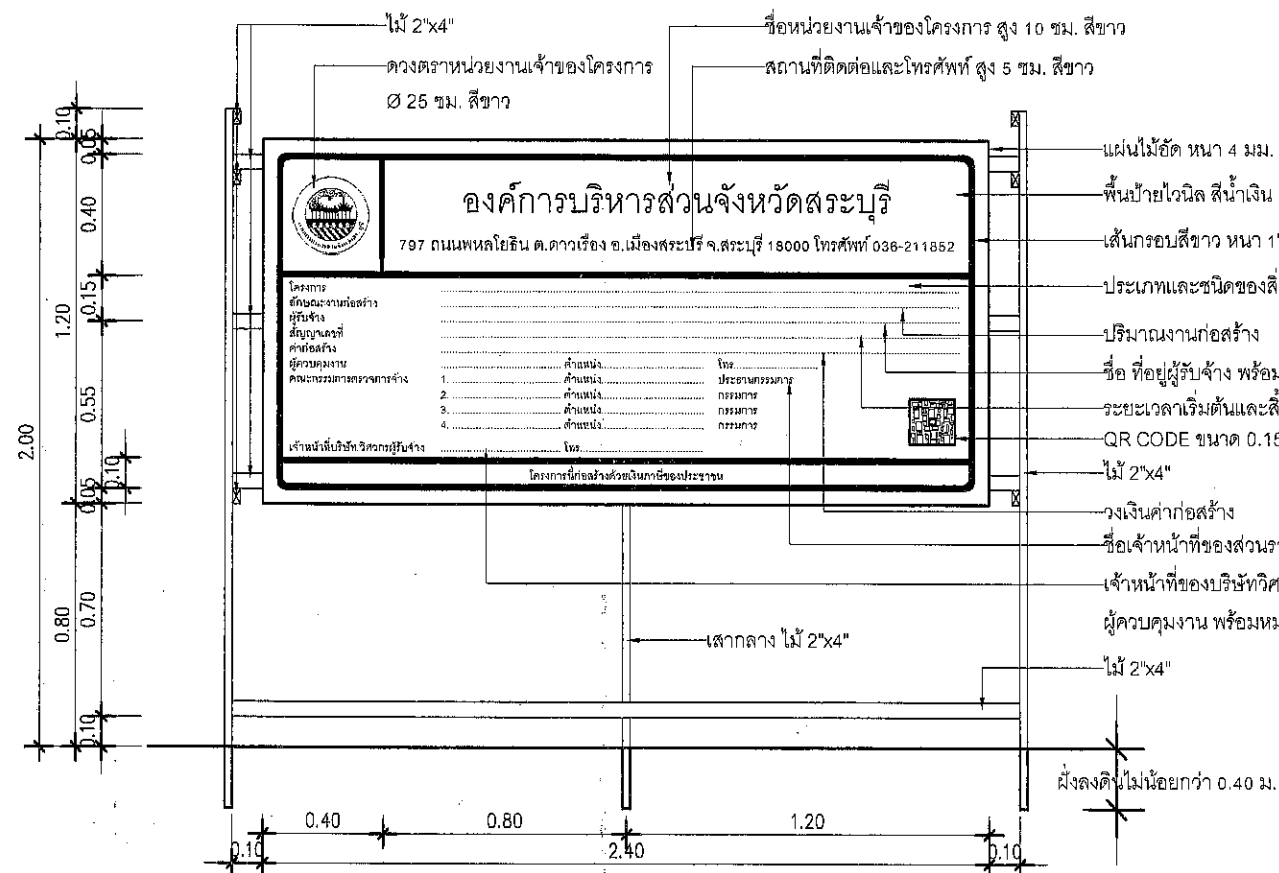 ไม้ 2"x4"
ดวงตราหน่วยงานเจ้าของโครงการ
Ø 25 ซม. สีขาว
ชื่อหน่วยงานเจ้าของโครงการ สูง 10 ซม. สีขาว
สถานที่ติดต่อและโทรศัพท์ สูง 5 ซม. สีขาว
องค์การบริหารส่วนจังหวัดสระบุรี
797 ถนนพหลโยธิน ต.ดาวเรือง อ.เมืองสระบุรี จ.สระบุรี 18000 โทรศัพท์ 036-211852
โครงการ
ลักษณะงานก่อสร้าง
ผู้รับจ้าง
สัญญาเลขที่
ค่าก่อสร้าง
ผู้ควบคุมงาน ตำแหน่ง โทร
คณะกรรมการตรวจการจ้าง 1. ตำแหน่ง ประธานกรรมการ
2. ตำแหน่ง กรรมการ
3. ตำแหน่ง กรรมการ
4. ตำแหน่ง กรรมการ
เจ้าหน้าที่บริษัท วิศวกรผู้รับจ้าง โทร
โครงการนี้ก่อสร้างด้วยเงินภาษีของประชาชน
แผ่นไม้อัด หนา 4 มม.
พื้นป้ายไวนิล สีน้ำเงิน
เส้นกรอบสีขาว หนา 1"
ประเภทและชนิดของสิ่
ปริมาณงานก่อสร้าง
ชื่อ ที่อยู่ผู้รับจ้าง พร้อม
ระยะเวลาเริ่มต้นและสิ้
QR CODE ขนาด 0.15
ไม้ 2"x4"
วงเงินค่าก่อสร้าง
ชื่อเจ้าหน้าที่ของส่วนรา
เจ้าหน้าที่ของบริษัทวิศ
ผู้ควบคุมงาน พร้อมหม
ไม้ 2"x4"
เสากลาง ไม้ 2"x4"
ฝังลงดินไม่น้อยกว่า 0.40 ม.
0.10
0.05
0.40
0.15
0.55
0.10
0.05
0.70
0.10
1.20
0.80
2.00
0.40 0.80 1.20
0.10 2.40 0.10